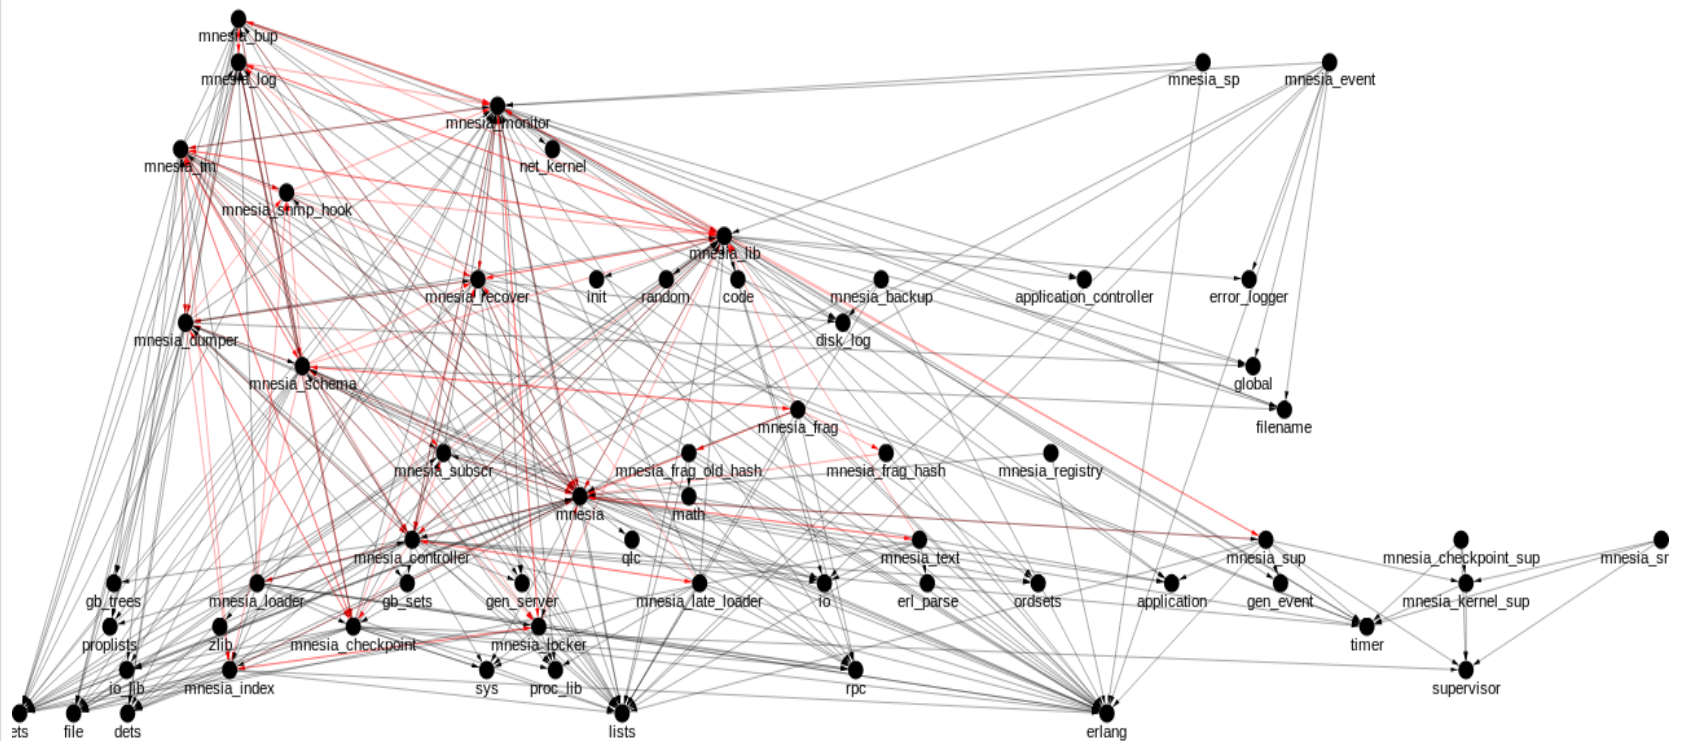 mnesia_bup
mnesia_log
mnesia_sp
mnesia_event
mnesia_monitor
mnesia_tm
net_kernel
mnesia_snmp_hook
mnesia_lib
mnesia_recover
init
random
code
mnesia_backup
application_controller
error_logger
mnesia_dumper
disk_log
mnesia_schema
global
mnesia_frag
filename
mnesia_subscr
mnesia_frag_old_hash
mnesia_frag_hash
mnesia_registry
mnesia
math
mnesia_controller
qlc
mnesia_text
mnesia_sup
mnesia_checkpoint_sup
mnesia_sr
gb_trees
mnesia_loader
gb_sets
gen_server
mnesia_late_loader
io
erl_parse
ordsets
application
gen_event
mnesia_kernel_sup
proplists
zlib
mnesia_checkpoint
mnesia_locker
timer
io_lib
mnesia_index
sys
proc_lib
rpc
supervisor
ets
file
dets
lists
erlang